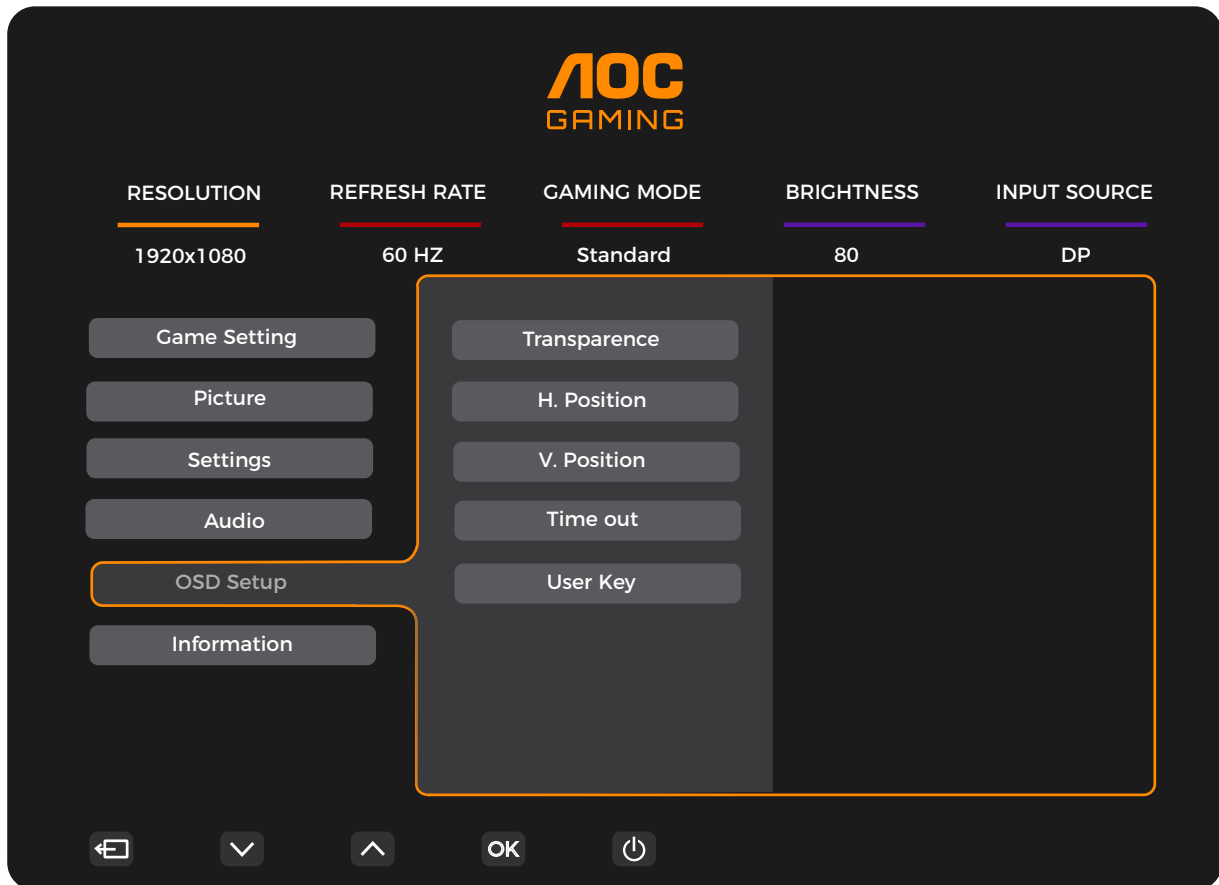 AOC
GAMING
RESOLUTION REFRESH RATE GAMING MODE BRIGHTNESS INPUT SOURCE
1920x1080 60 HZ Standard 80 DP
Game Setting Transparence
Picture H. Position
Settings V. Position
Audio Time out
OSD Setup User Key
Information
OK